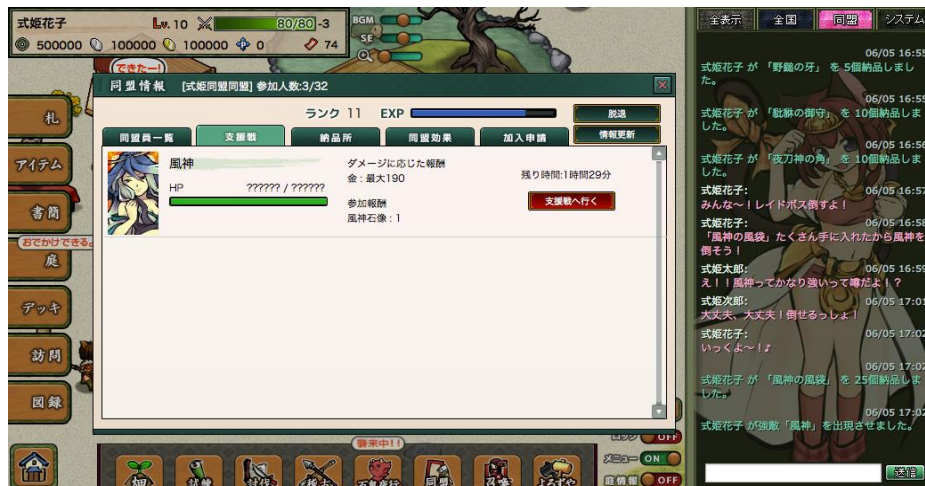 式姫花子 Lv. 10 80/80 -3
500000 100000 100000 0 74
BGM
SE
できたー!
札
アイテム
書簡
おでかけできる
庭
デッキ
訪問
図録
同盟情報 [式姫同盟同盟] 参加人数:3/32
ランク 11 EXP
脱退
情報更新
同盟員一覧 支援戦 納品所 同盟効果 加入申請
風神
HP ?????? / ??????
ダメージに応じた報酬
金:最大190
参加報酬
風神石像:1
残り時間:1時間29分
支援戦へ行く
襲来中!!
畑 試練 討伐 百鬼夜行 同盟 召喚 よろずや
ロック OFF
メニュー ON
庭情報 OFF
全表示 全国 同盟 システム
06/05 16:55
式姫花子 が 「野鎚の牙」 を 5個納品しまし
た。
06/05 16:55
式姫花子 が 「豼貅の御守」 を 10個納品しま
した。
06/05 16:56
式姫花子 が 「夜刀神の角」 を 10個納品しま
した。
式姫花子: 06/05 16:57
みんな~!レイドボス倒すよ!
式姫花子: 06/05 16:58
「風神の風袋」たくさん手に入れたから風神を
倒そう!
式姫太郎: 06/05 16:59
え!!風神ってかなり強いって噂だよ!?
式姫次郎: 06/05 17:01
大丈夫、大丈夫!倒せるっしょ!
式姫花子: 06/05 17:02
いっくよ~!♪
06/05 17:02
式姫花子 が 「風神の風袋」 を 25個納品しま
した。
06/05 17:02
式姫花子 が強敵「風神」を出現させました。
送信